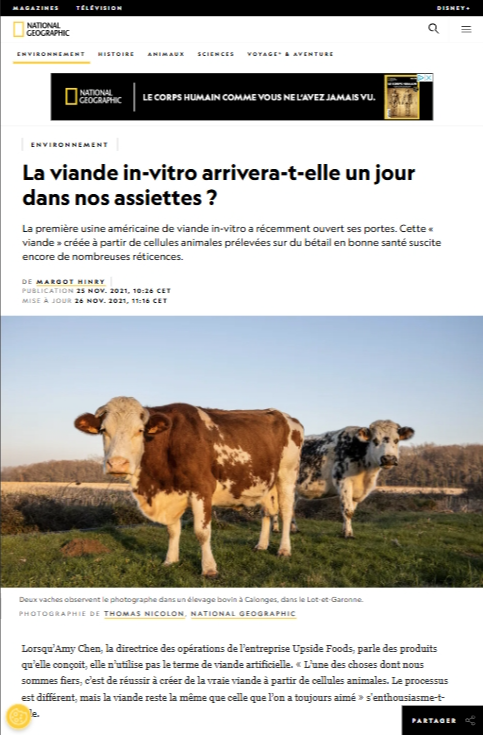 MAGAZINES TÉLÉVISION DISNEY+
NATIONAL
GEOGRAPHIC
ENVIRONNEMENT HISTOIRE ANIMAUX SCIENCES VOYAGE® & AVENTURE
NATIONAL
GEOGRAPHIC
LE CORPS HUMAIN COMME VOUS NE L'AVEZ JAMAIS VU.
ENVIRONNEMENT
La viande in-vitro arrivera-t-elle un jour
dans nos assiettes ?
La première usine américaine de viande in-vitro a récemment ouvert ses portes. Cette «
viande » créée à partir de cellules animales prélevées sur du bétail en bonne santé suscite
encore de nombreuses réticences.
DE MARGOT HINRY
PUBLICATION 25 NOV. 2021, 10:26 CET
MISE À JOUR 26 NOV. 2021, 11:16 CET
Deux vaches observent le photographe dans un élevage bovin à Calonges, dans le Lot-et-Garonne.
PHOTOGRAPHIE DE THOMAS NICOLON, NATIONAL GEOGRAPHIC
Lorsqu'Amy Chen, la directrice des opérations de l'entreprise Upside Foods, parle des produits
qu'elle conçoit, elle n'utilise pas le terme de viande artificielle. « L'une des choses dont nous
sommes fiers, c'est de réussir à créer de la vraie viande à partir de cellules animales. Le processus
est différent, mais la viande reste la même que celle que l'on a toujours aimé » s'enthousiasme-t-
lle.
PARTAGER